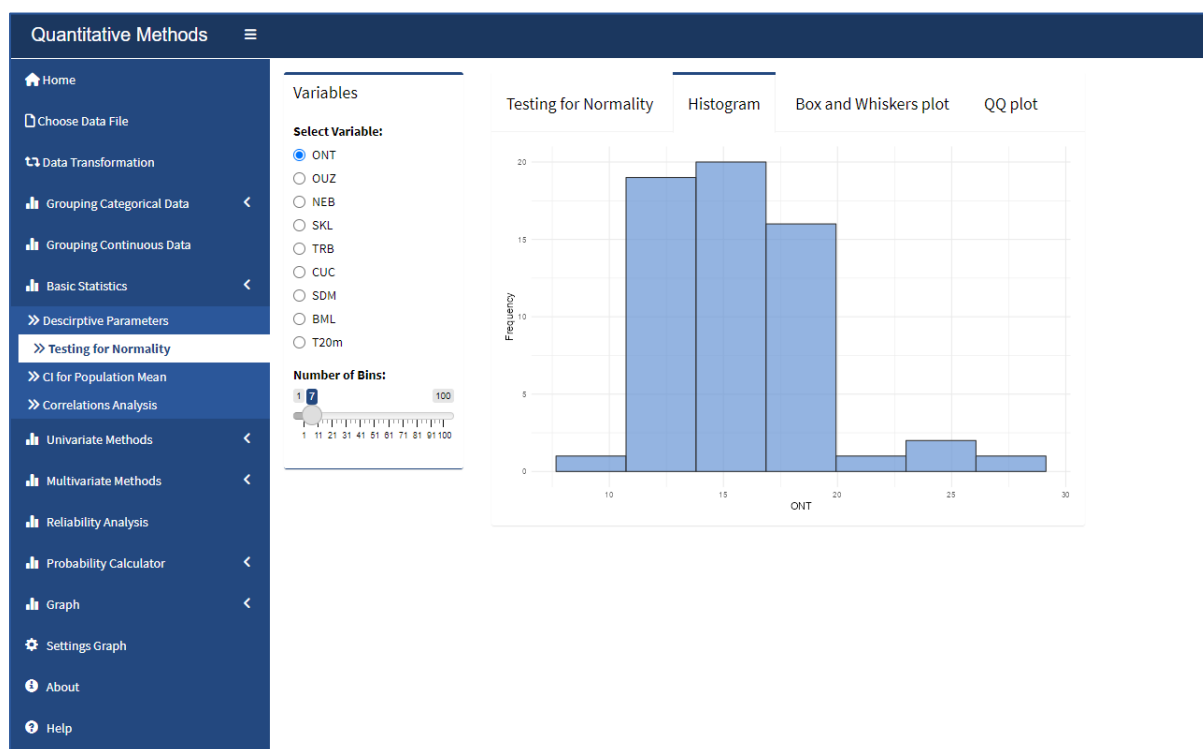 Quantitative Methods
Home
Choose Data File
Data Transformation
Grouping Categorical Data
Grouping Continuous Data
Basic Statistics
Descirptive Parameters
Testing for Normality
CI for Population Mean
Correlations Analysis
Univariate Methods
Multivariate Methods
Reliability Analysis
Probability Calculator
Graph
Settings Graph
About
Help
Variables
Select Variable:
ONT
OUZ
NEB
SKL
TRB
CUC
SDM
BML
T20m
Number of Bins:
1 7 100
1 11 21 31 41 51 61 71 81 91 100
Testing for Normality Histogram Box and Whiskers plot QQ plot
20
15
10
5
0
Frequency
10 15 20 25 30
ONT